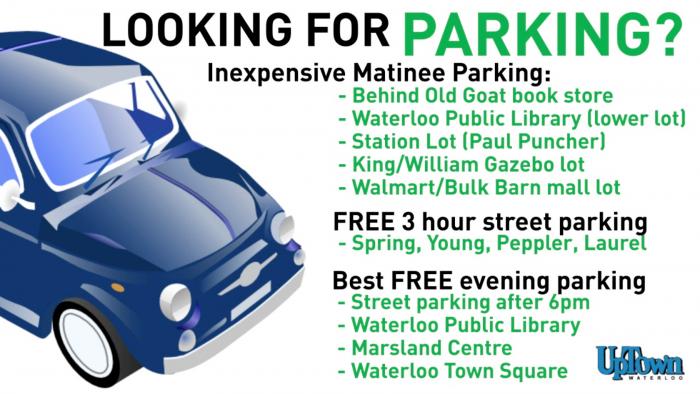 LOOKING FOR PARKING?
Inexpensive Matinee Parking:
- Behind Old Goat book store
- Waterloo Public Library (lower lot)
- Station Lot (Paul Puncher)
- King/William Gazebo lot
- Walmart/Bulk Barn mall lot
FREE 3 hour street parking
- Spring, Young, Peppler, Laurel
Best FREE evening parking
- Street parking after 6pm
- Waterloo Public Library
- Marsland Centre
- Waterloo Town Square
UpTown
WATERLOO